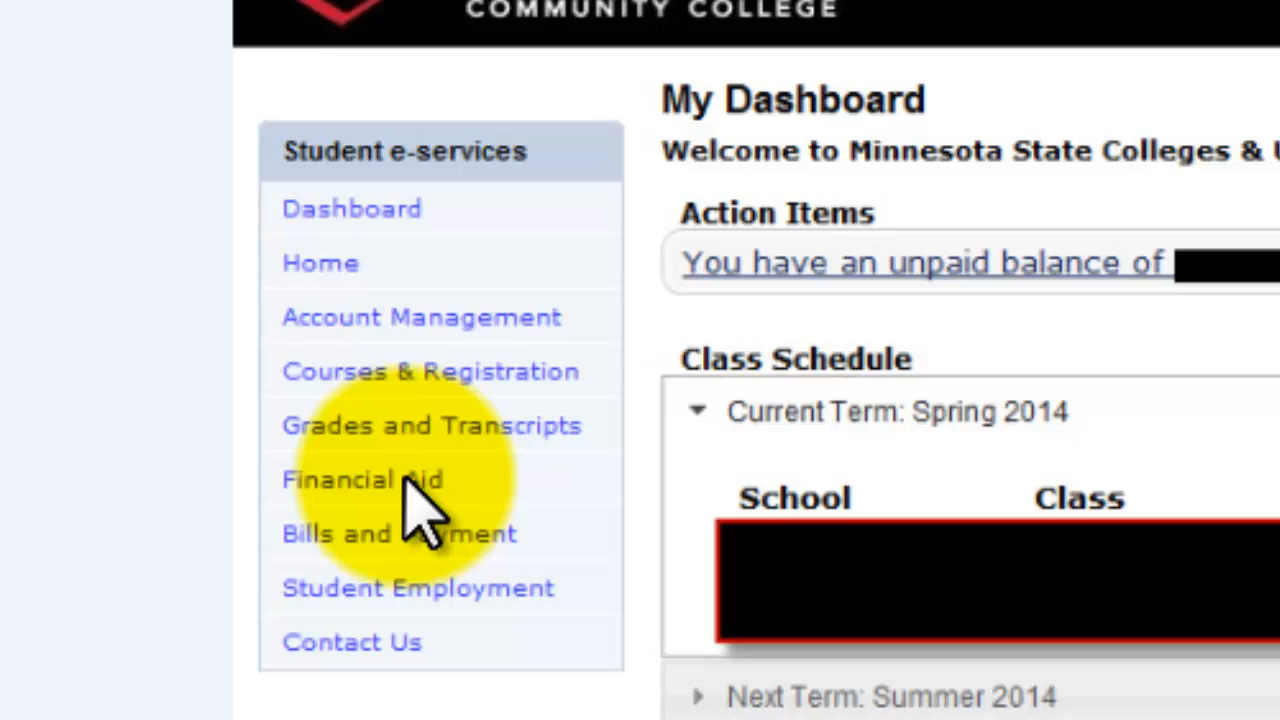 COMMUNITY COLLEGE
Student e-services
Dashboard
Home
Account Management
Courses & Registration
Grades and Transcripts
Financial Aid
Bills and Payment
Student Employment
Contact Us
My Dashboard
Welcome to Minnesota State Colleges &
Action Items
You have an unpaid balance of
Class Schedule
Current Term: Spring 2014
School Class
Next Term: Summer 2014